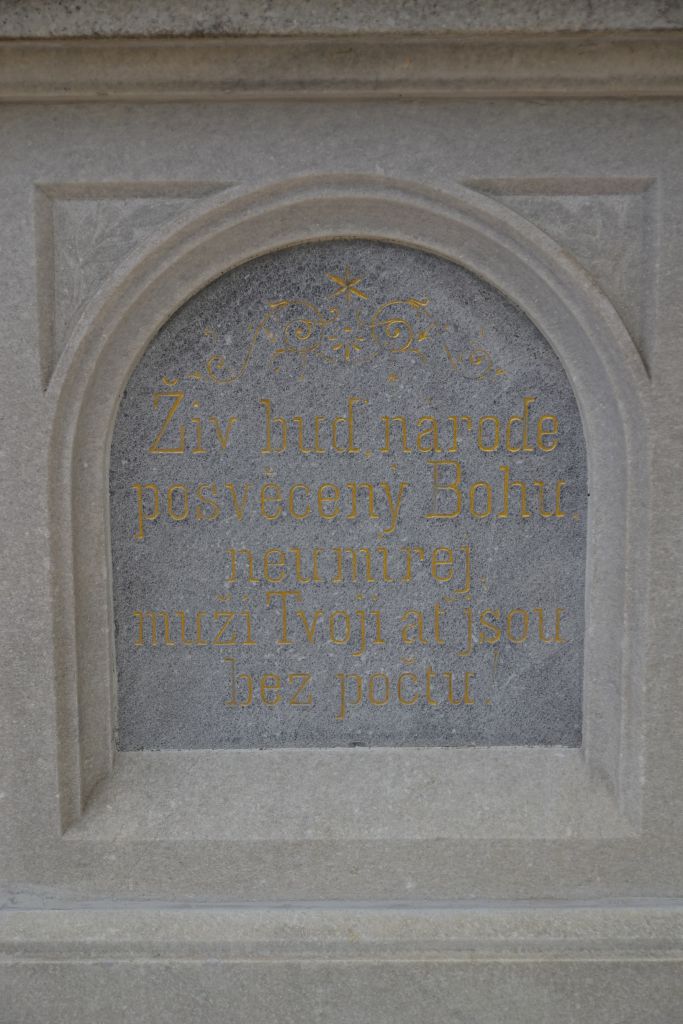 Živ buď, národe
posvěcený Bohu,
neumírej,
muži Tvoji ať jsou
bez počtu!